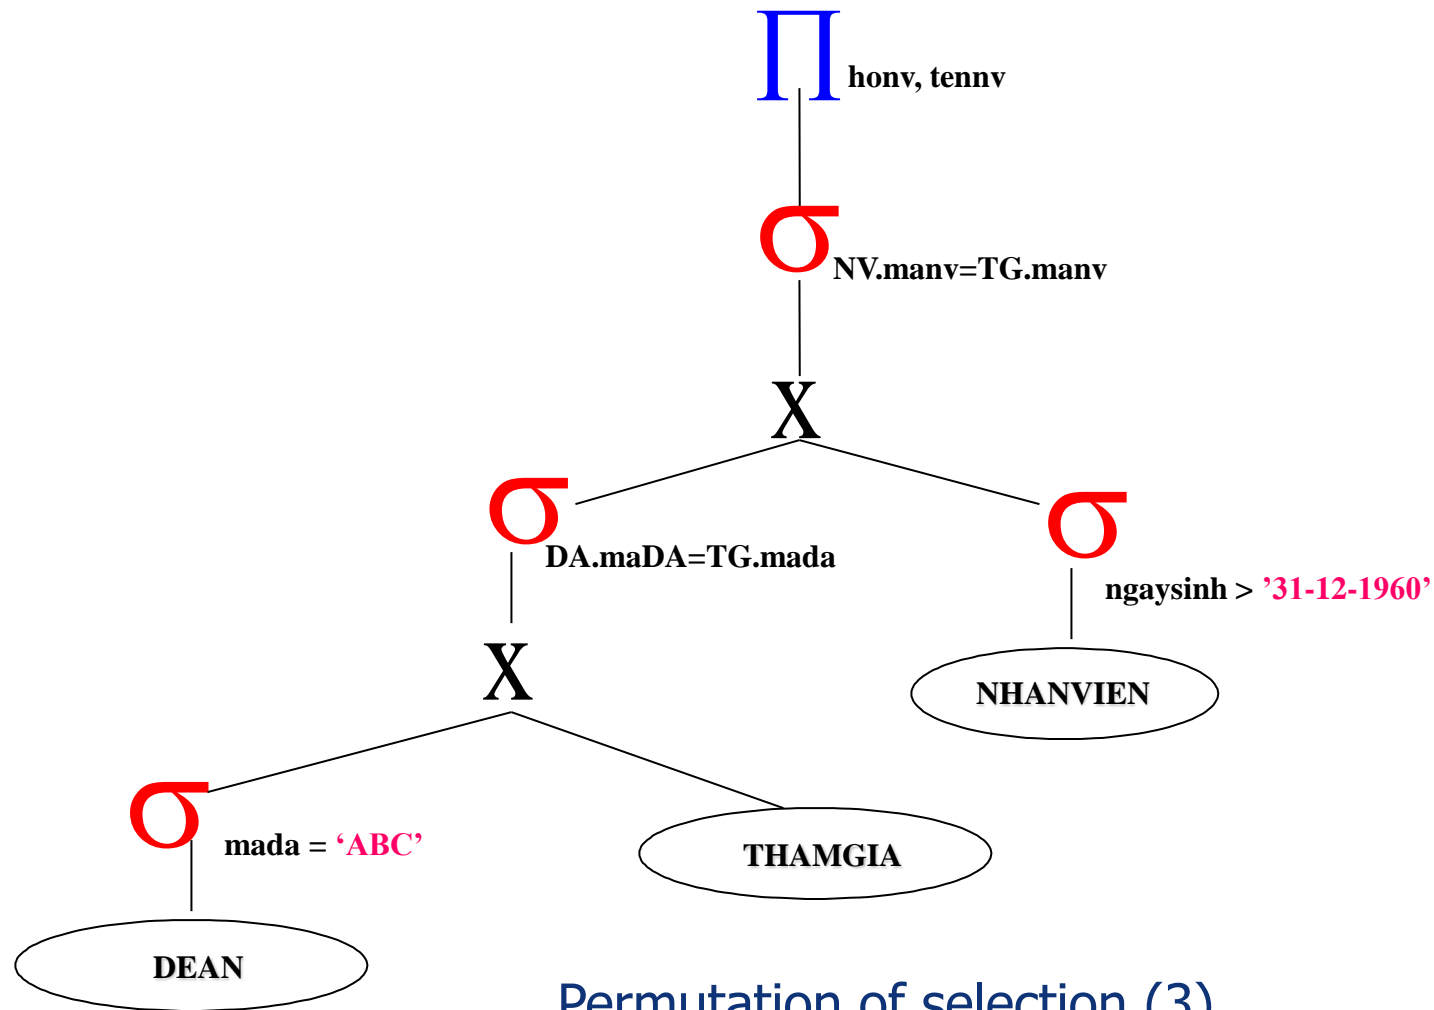 ∏ honv, tennv
σ NV.manv=TG.manv
X
σ DA.maDA=TG.mada
σ ngaysinh > ’31-12-1960’
X
NHANVIEN
σ mada = ‘ABC’
THAMGIA
DEAN
Permutation of selection (3)